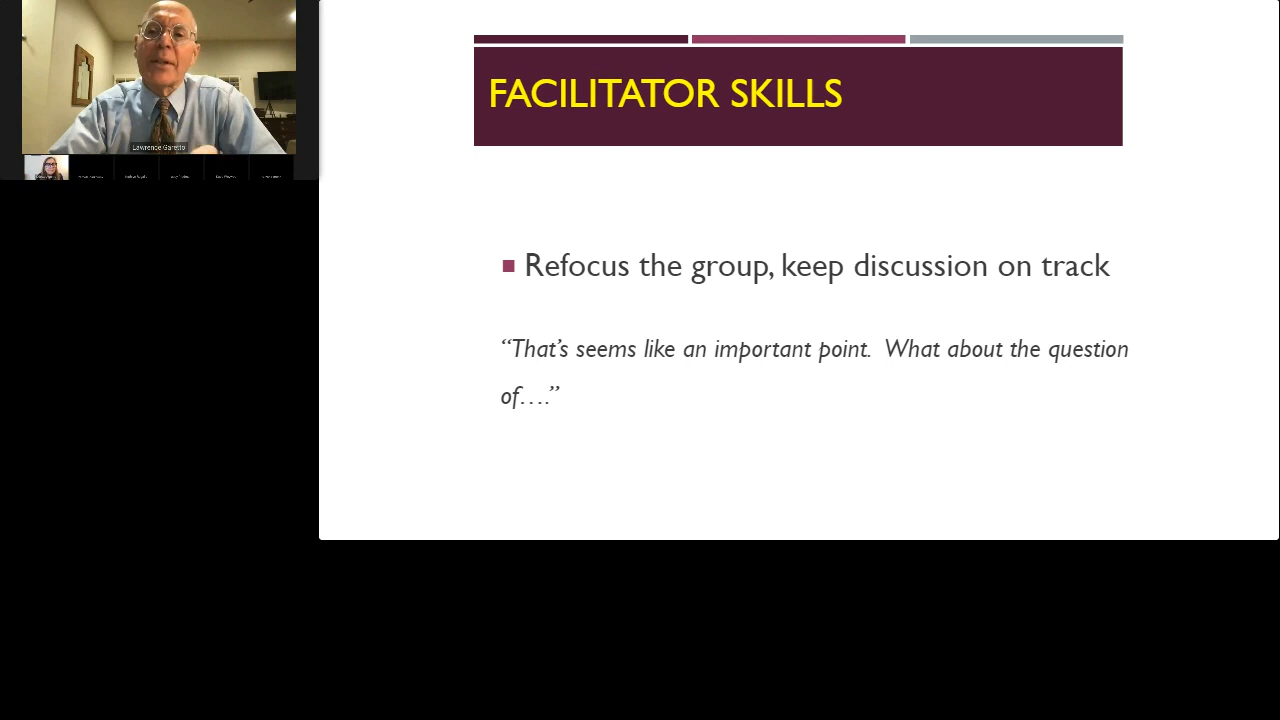 Lawrence Garetto
FACILITATOR SKILLS
Refocus the group, keep discussion on track
“That’s seems like an important point.  What about the question
of….”